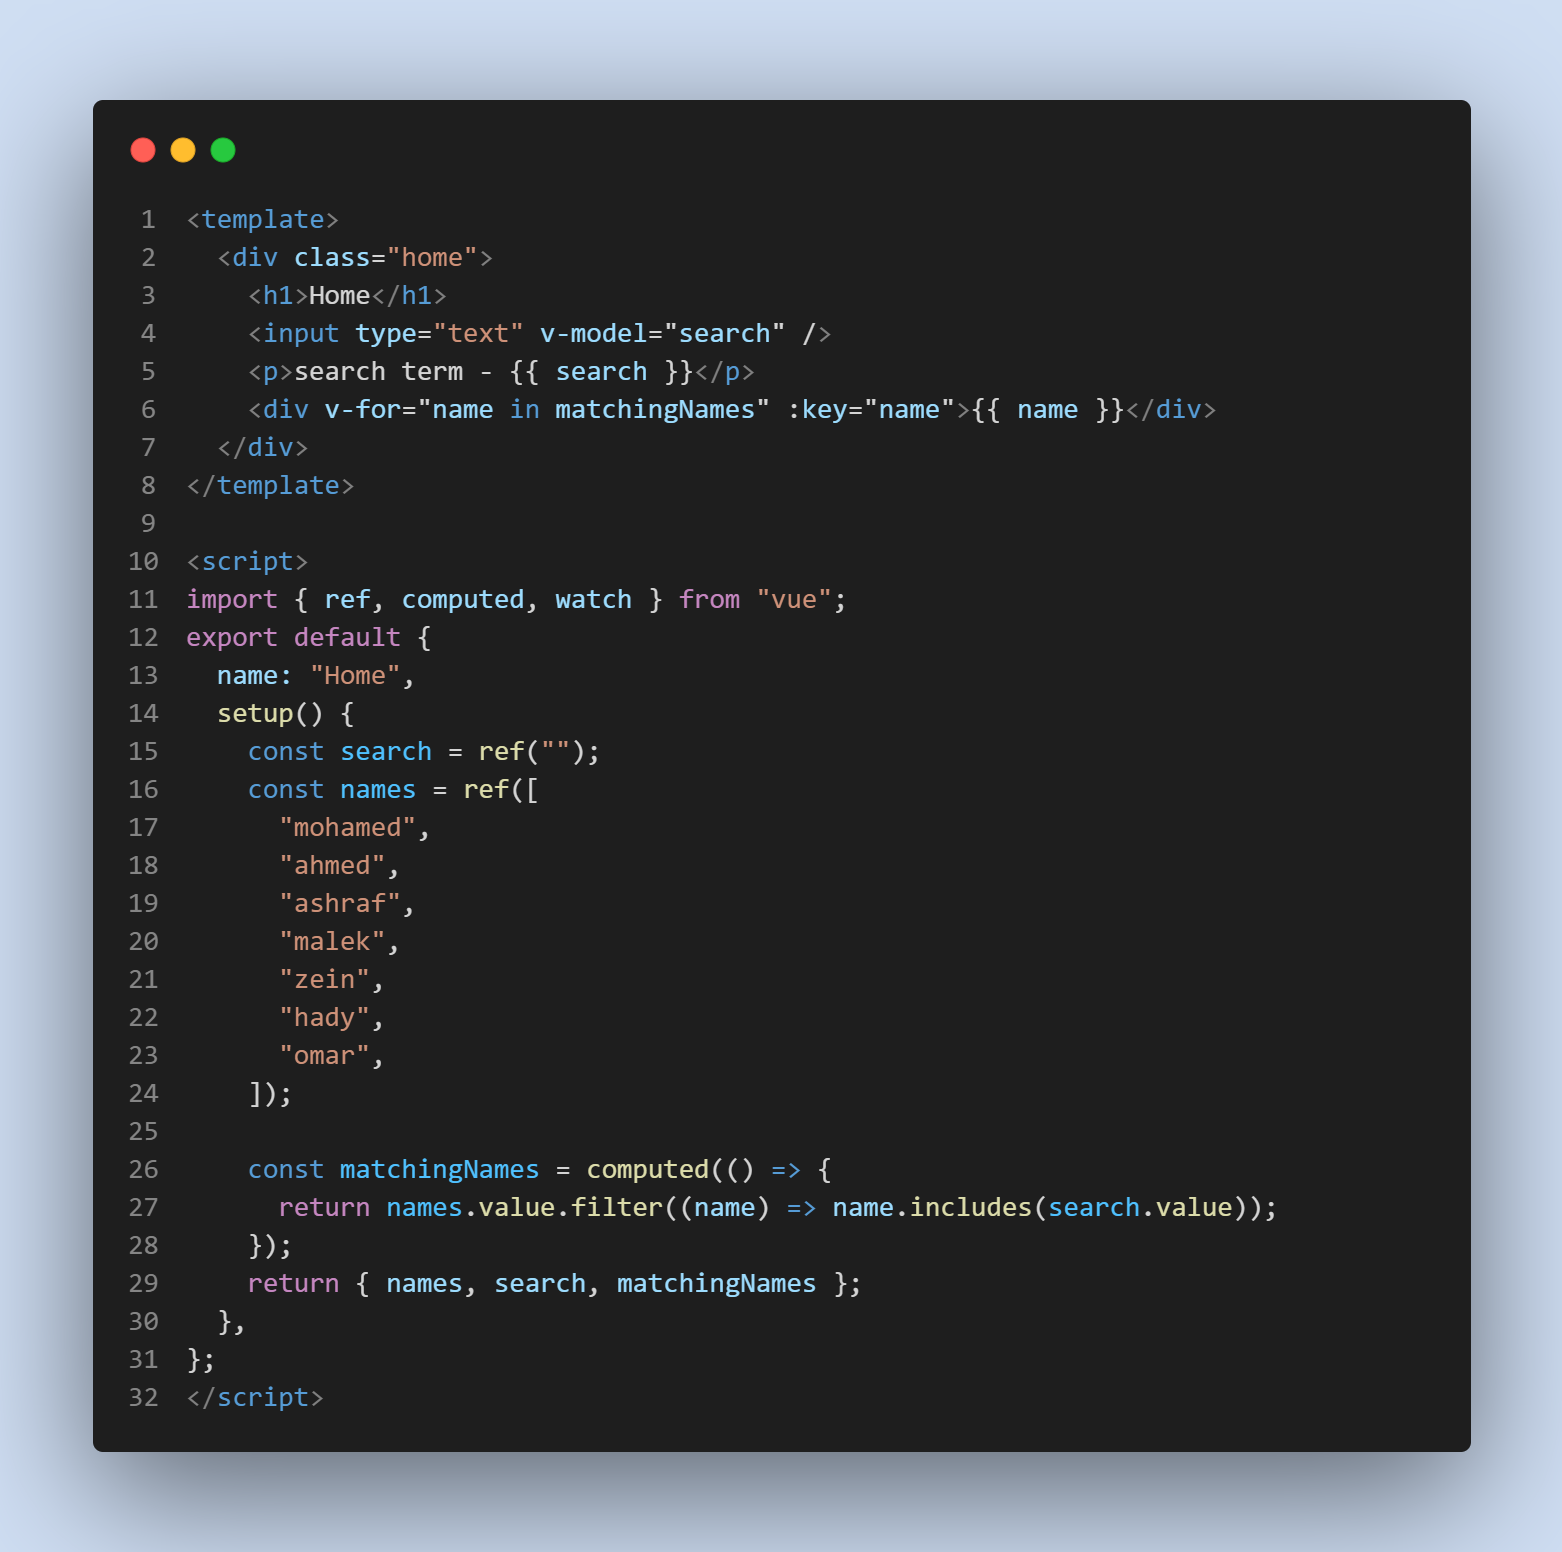 1 <template>
2   <div class="home">
3     <h1>Home</h1>
4     <input type="text" v-model="search" />
5     <p>search term - {{ search }}</p>
6     <div v-for="name in matchingNames" :key="name">{{ name }}</div>
7   </div>
8 </template>
9
10 <script>
11 import { ref, computed, watch } from "vue";
12 export default {
13   name: "Home",
14   setup() {
15     const search = ref("");
16     const names = ref([
17       "mohamed",
18       "ahmed",
19       "ashraf",
20       "malek",
21       "zein",
22       "hady",
23       "omar",
24     ]);
25
26     const matchingNames = computed(() => {
27       return names.value.filter((name) => name.includes(search.value));
28     });
29     return { names, search, matchingNames };
30   },
31 };
32 </script>